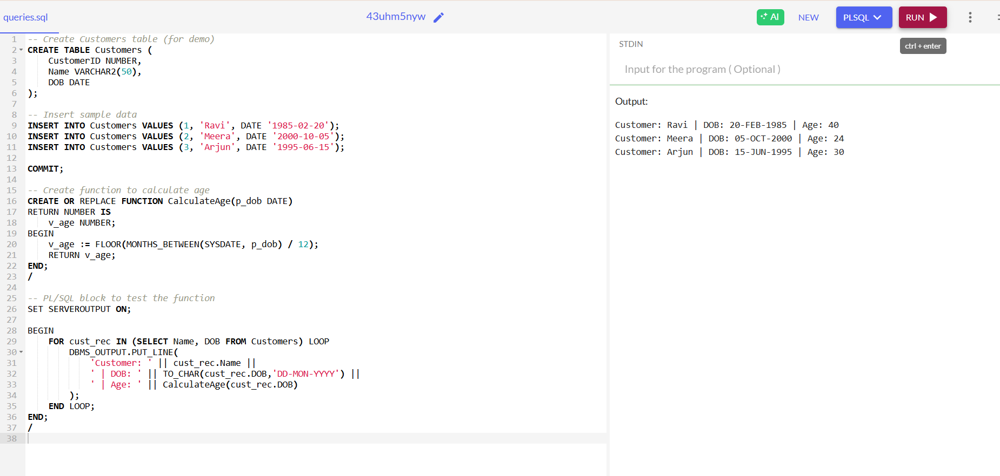 queries.sql
43uhm5nyw
AI
NEW
PLSQL
RUN
ctrl + enter
1 -- Create Customers table (for demo)
2 CREATE TABLE Customers (
3     CustomerID NUMBER,
4     Name VARCHAR2(50),
5     DOB DATE
6 );
7
8 -- Insert sample data
9 INSERT INTO Customers VALUES (1, 'Ravi', DATE '1985-02-20');
10 INSERT INTO Customers VALUES (2, 'Meera', DATE '2000-10-05');
11 INSERT INTO Customers VALUES (3, 'Arjun', DATE '1995-06-15');
12
13 COMMIT;
14
15 -- Create function to calculate age
16 CREATE OR REPLACE FUNCTION CalculateAge(p_dob DATE)
17 RETURN NUMBER IS
18     v_age NUMBER;
19 BEGIN
20     v_age := FLOOR(MONTHS_BETWEEN(SYSDATE, p_dob) / 12);
21     RETURN v_age;
22 END;
23 /
24
25 -- PL/SQL block to test the function
26 SET SERVEROUTPUT ON;
27
28 BEGIN
29     FOR cust_rec IN (SELECT Name, DOB FROM Customers) LOOP
30         DBMS_OUTPUT.PUT_LINE(
31             'Customer: ' || cust_rec.Name ||
32             ' | DOB: ' || TO_CHAR(cust_rec.DOB,'DD-MON-YYYY') ||
33             ' | Age: ' || CalculateAge(cust_rec.DOB)
34         );
35     END LOOP;
36 END;
37 /
38
STDIN
Input for the program ( Optional )
Output:
Customer: Ravi | DOB: 20-FEB-1985 | Age: 40
Customer: Meera | DOB: 05-OCT-2000 | Age: 24
Customer: Arjun | DOB: 15-JUN-1995 | Age: 30